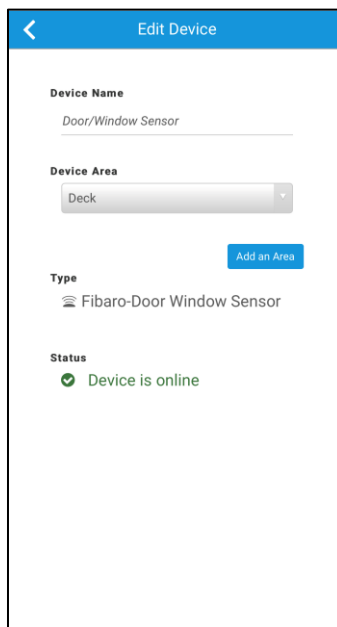 Edit Device
Device Name
Door/Window Sensor
Device Area
Deck
Add an Area
Type
Fibaro-Door Window Sensor
Status
Device is online